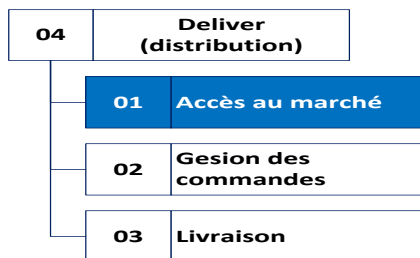 04
Deliver
(distribution)
01
Accès au marché
02
Gesion des
commandes
03
Livraison